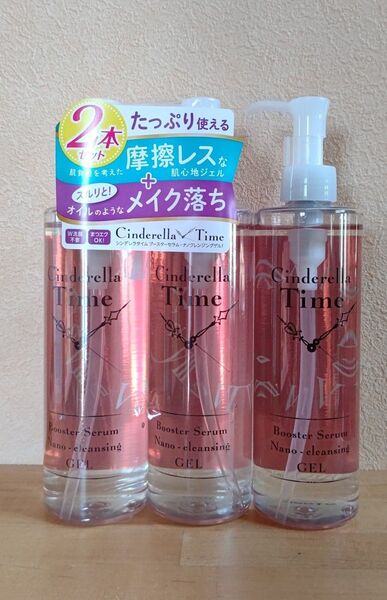 2本
セット
たっぷり使える
肌負担を考えた
摩擦レスな
肌心地ジェル
+
スルリと!
オイルのような
メイク落ち
W洗顔
不要
まつエク
OK!
Cinderella Time
シンデレラタイム ブースターセラム・ナノクレンジングゲル
Cinderella
Time
Booster Serum
Nano - cleansing
GEL
Cinderella
Time
Booster Serum
Nano - cleansing
GEL
Cinderella
Time
Booster Serum
Nano - cleansing
GEL